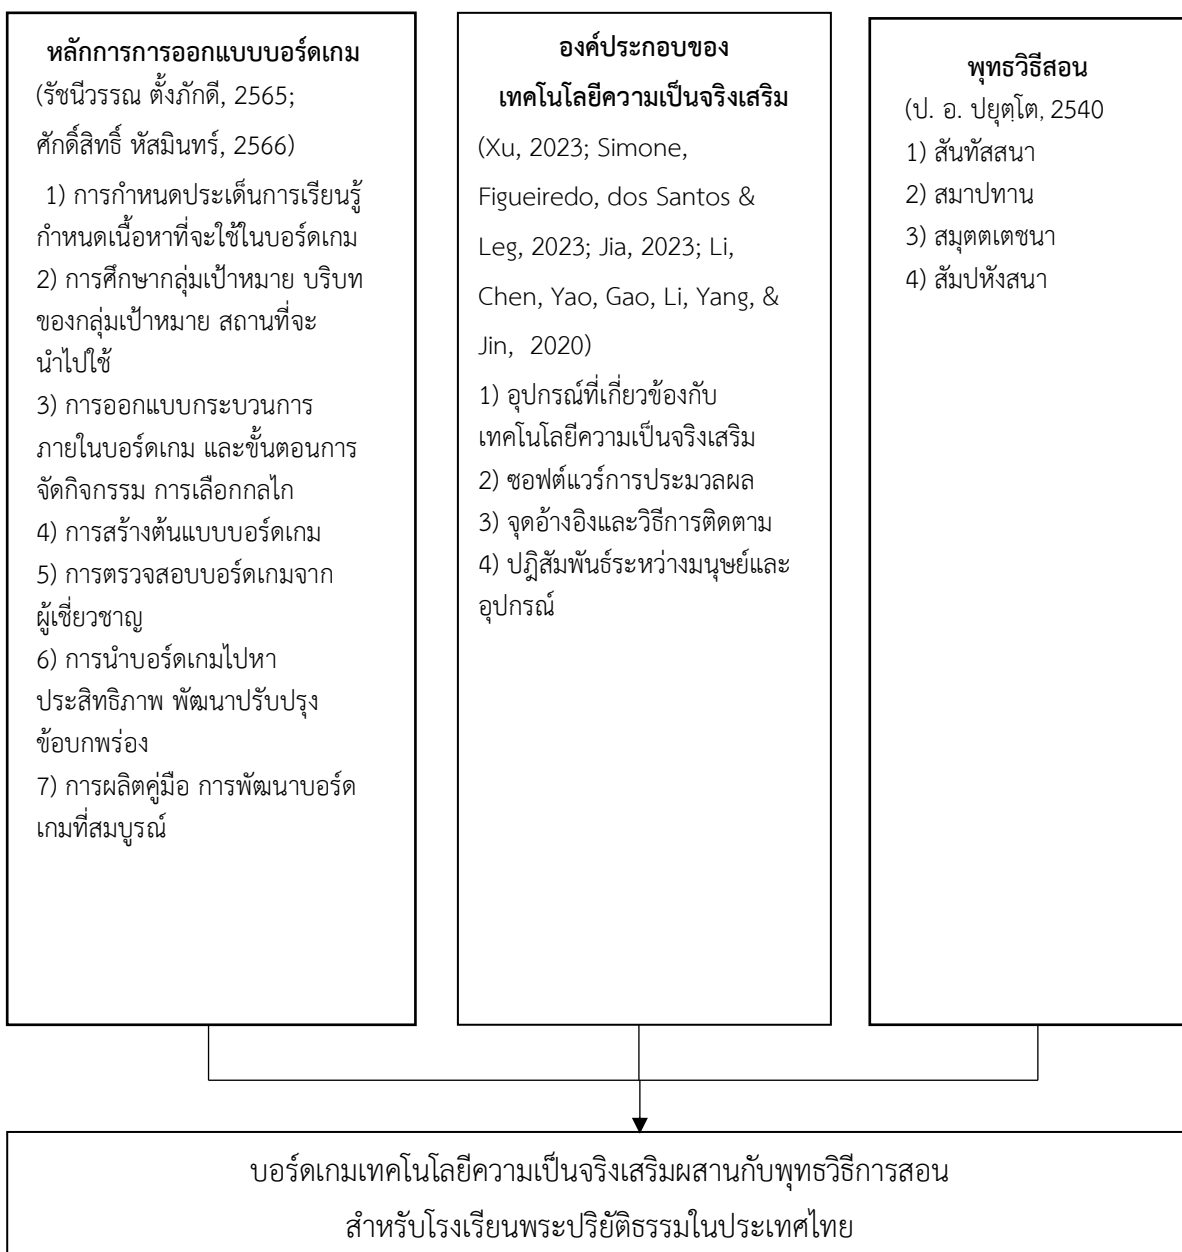 หลักการการออกแบบบอร์ดเกม
(รัชนีวรรณ ตั้งภักดี, 2565;
ศักดิ์สิทธิ์ หัสมินทร์, 2566)
1) การกำหนดประเด็นการเรียนรู้
กำหนดเนื้อหาที่จะใช้ในบอร์ดเกม
2) การศึกษากลุ่มเป้าหมาย บริบท
ของกลุ่มเป้าหมาย สถานที่จะ
นำไปใช้
3) การออกแบบกระบวนการ
ภายในบอร์ดเกม และขั้นตอนการ
จัดกิจกรรม การเลือกกลไก
4) การสร้างต้นแบบบอร์ดเกม
5) การตรวจสอบบอร์ดเกมจาก
ผู้เชี่ยวชาญ
6) การนำบอร์ดเกมไปหา
ประสิทธิภาพ พัฒนาปรับปรุง
ข้อบกพร่อง
7) การผลิตคู่มือ การพัฒนาบอร์ด
เกมที่สมบูรณ์
องค์ประกอบของ
เทคโนโลยีความเป็นจริงเสริม
(Xu, 2023; Simone,
Figueiredo, dos Santos &
Leg, 2023; Jia, 2023; Li,
Chen, Yao, Gao, Li, Yang, &
Jin, 2020)
1) อุปกรณ์ที่เกี่ยวข้องกับ
เทคโนโลยีความเป็นจริงเสริม
2) ซอฟต์แวร์การประมวลผล
3) จุดอ้างอิงและวิธีการติดตาม
4) ปฎิสัมพันธ์ระหว่างมนุษย์และ
อุปกรณ์
พุทธวิธีสอน
(ป. อ. ปยุตฺโต, 2540
1) สันทัสสนา
2) สมาปทาน
3) สมุตตเตชนา
4) สัมปหังสนา
บอร์ดเกมเทคโนโลยีความเป็นจริงเสริมผสานกับพุทธวิธีการสอน
สำหรับโรงเรียนพระปริยัติธรรมในประเทศไทย